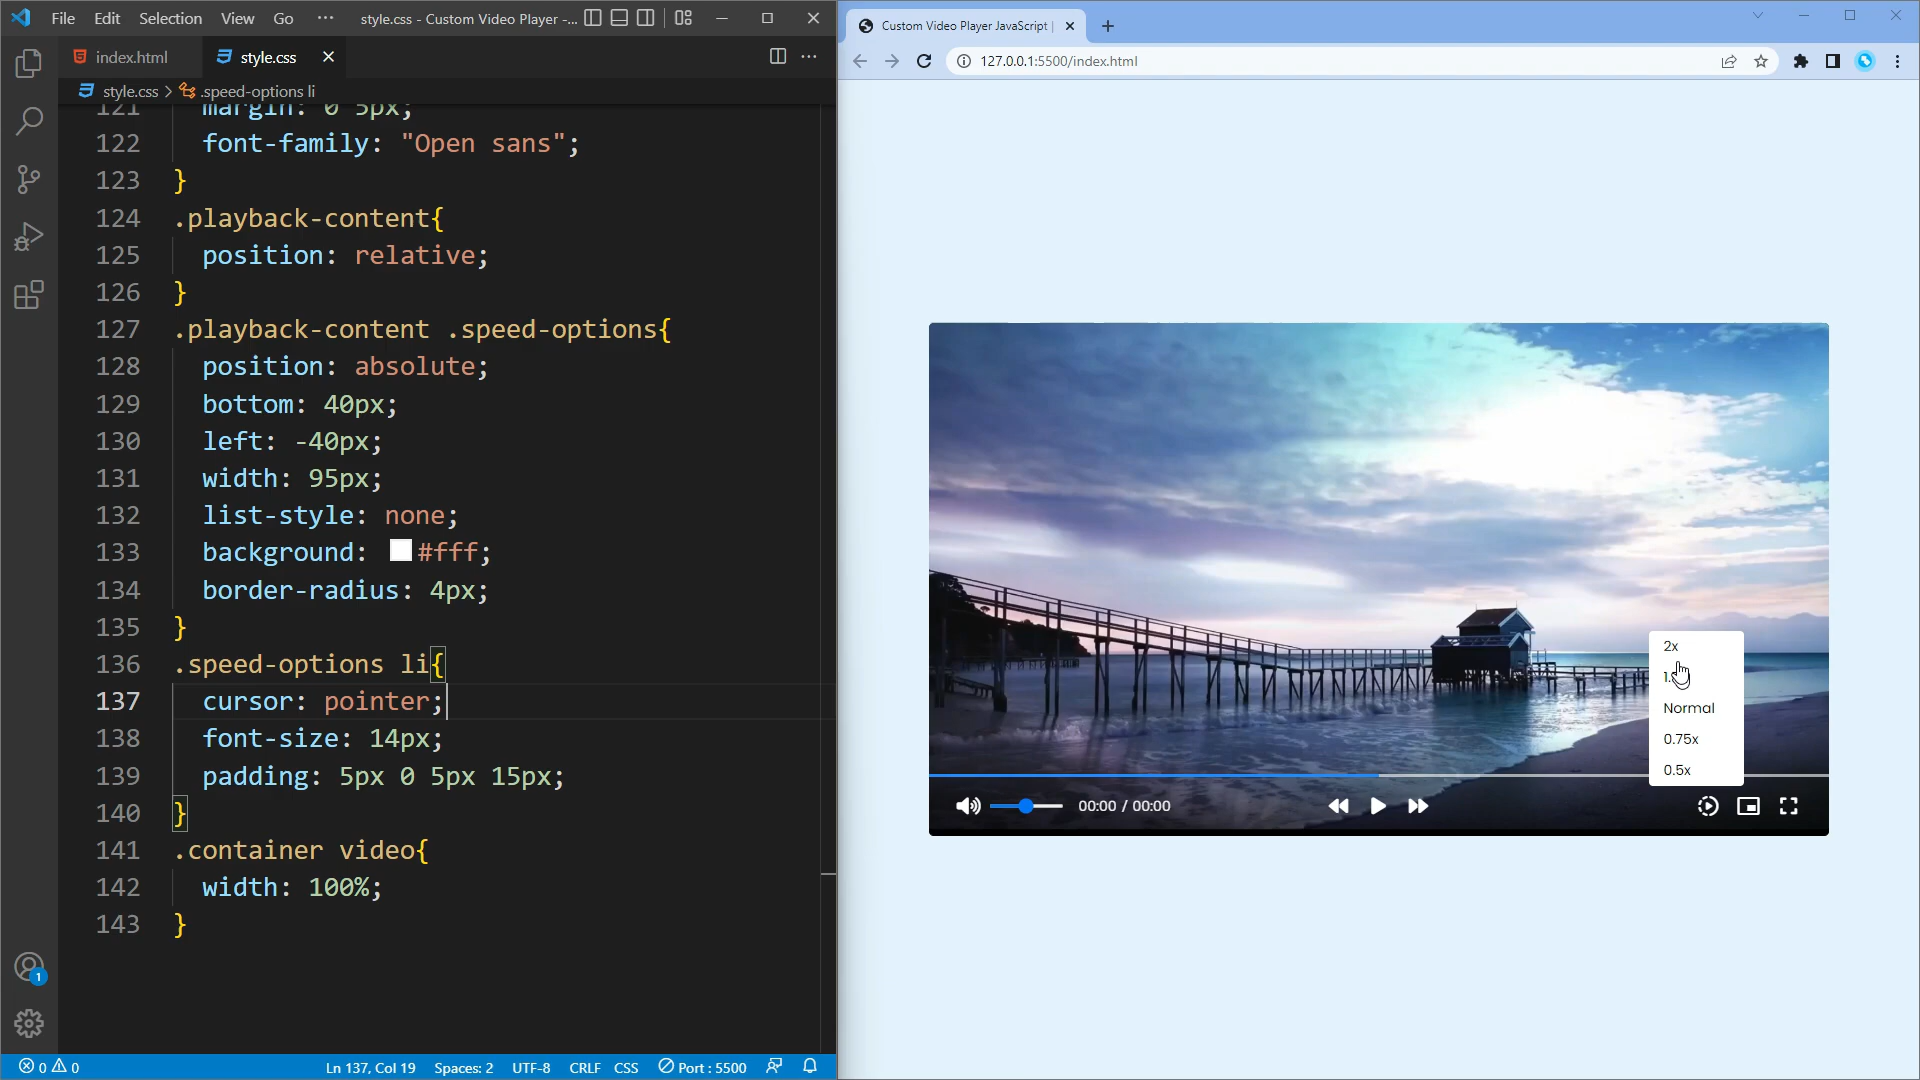 File Edit Selection View Go ··· style.css - Custom Video Player -...
index.html style.css
style.css > .speed-options li
121 margin: 0 5px;
122 font-family: "Open sans";
123 }
124 .playback-content{
125 position: relative;
126 }
127 .playback-content .speed-options{
128 position: absolute;
129 bottom: 40px;
130 left: -40px;
131 width: 95px;
132 list-style: none;
133 background: #fff;
134 border-radius: 4px;
135 }
136 .speed-options li{
137 cursor: pointer;
138 font-size: 14px;
139 padding: 5px 0 5px 15px;
140 }
141 .container video{
142 width: 100%;
143 }
1
0 0 Ln 137, Col 19 Spaces: 2 UTF-8 CRLF CSS Port : 5500
Custom Video Player JavaScript |
127.0.0.1:5500/index.html
2x
Normal
0.75x
0.5x
00:00 / 00:00